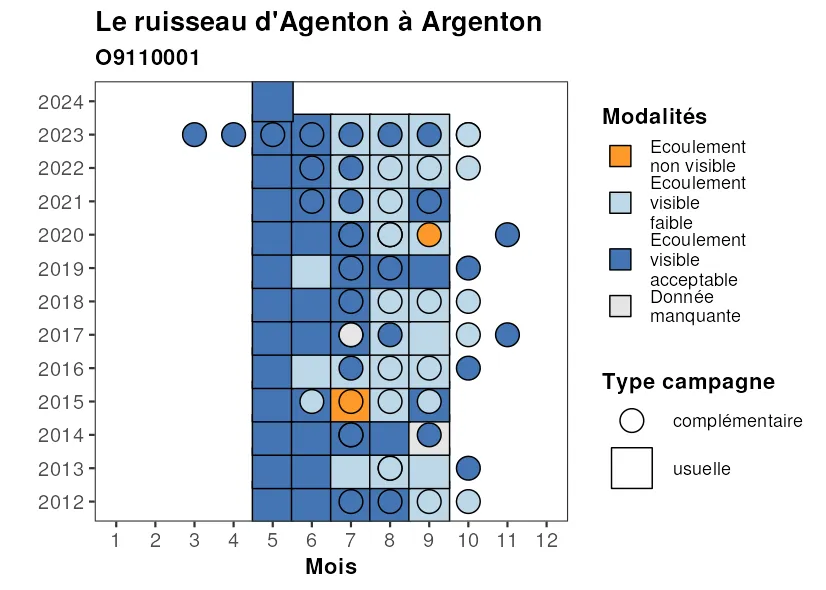 Le ruisseau d'Agenton à Argenton
O9110001
2024
2023
2022
2021
2020
2019
2018
2017
2016
2015
2014
2013
2012
1 2 3 4 5 6 7 8 9 10 11 12
Mois
Modalités
Ecoulement
non visible
Ecoulement
visible
faible
Ecoulement
visible
acceptable
Donnée
manquante
Type campagne
complémentaire
usuelle